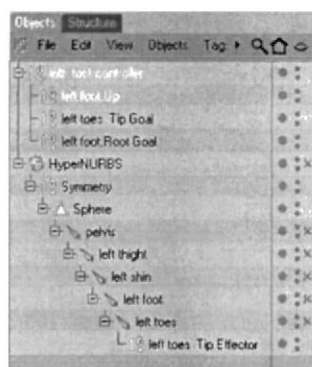 Objects Structure
File Edit View Objects Tag
left foot controller
left foot.Up
left toes .Tip Goal
left foot.Root Goal
HyperNURBS
Symmetry
Sphere
pelvis
left thight
left shin
left foot
left toes
left toes .Tip Effector